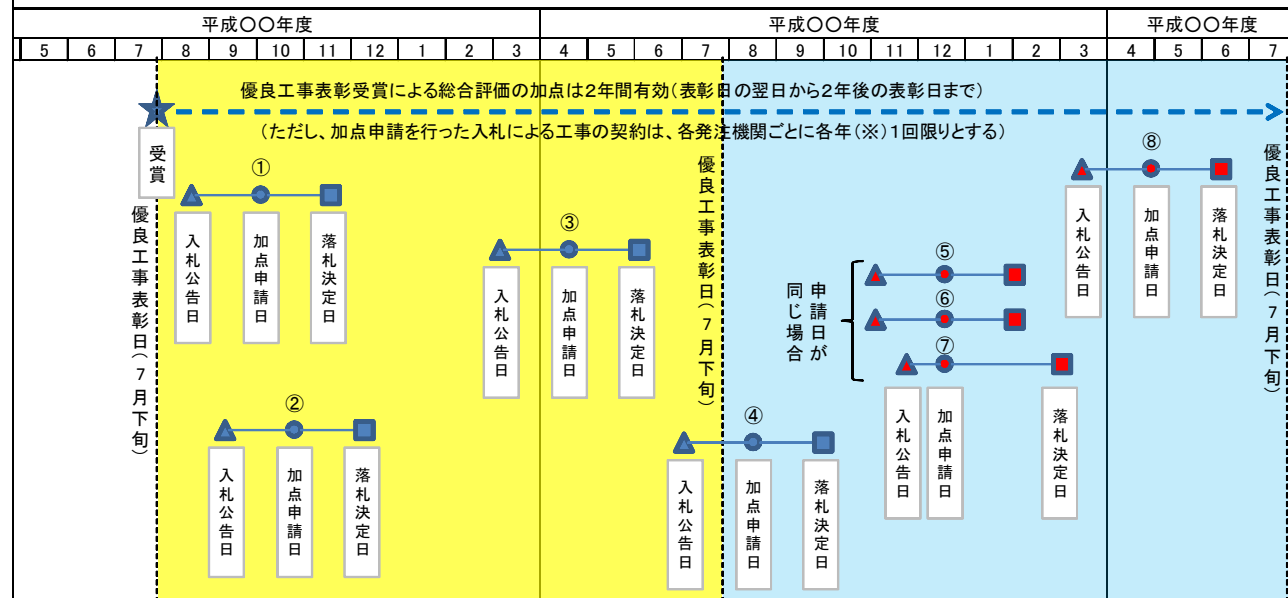 平成〇〇年度
平成〇〇年度
平成〇〇年度
5 6 7 8 9 10 11 12 1 2 3 4 5 6 7 8 9 10 11 12 1 2 3 4 5 6 7
優良工事表彰受賞による総合評価の加点は2年間有効(表彰日の翌日から2年後の表彰日まで)
(ただし、加点申請を行った入札による工事の契約は、各発注機関ごとに各年(※)1回限りとする)
受賞
優良工事表彰日(7月下旬)
①
入札公告日
加点申請日
落札決定日
②
入札公告日
加点申請日
落札決定日
③
入札公告日
加点申請日
落札決定日
優良工事表彰日(7月下旬)
④
入札公告日
加点申請日
落札決定日
申請日が
同じ場合
⑤
⑥
⑦
入札公告日
加点申請日
落札決定日
⑧
入札公告日
加点申請日
落札決定日
優良工事表彰日(7月下旬)